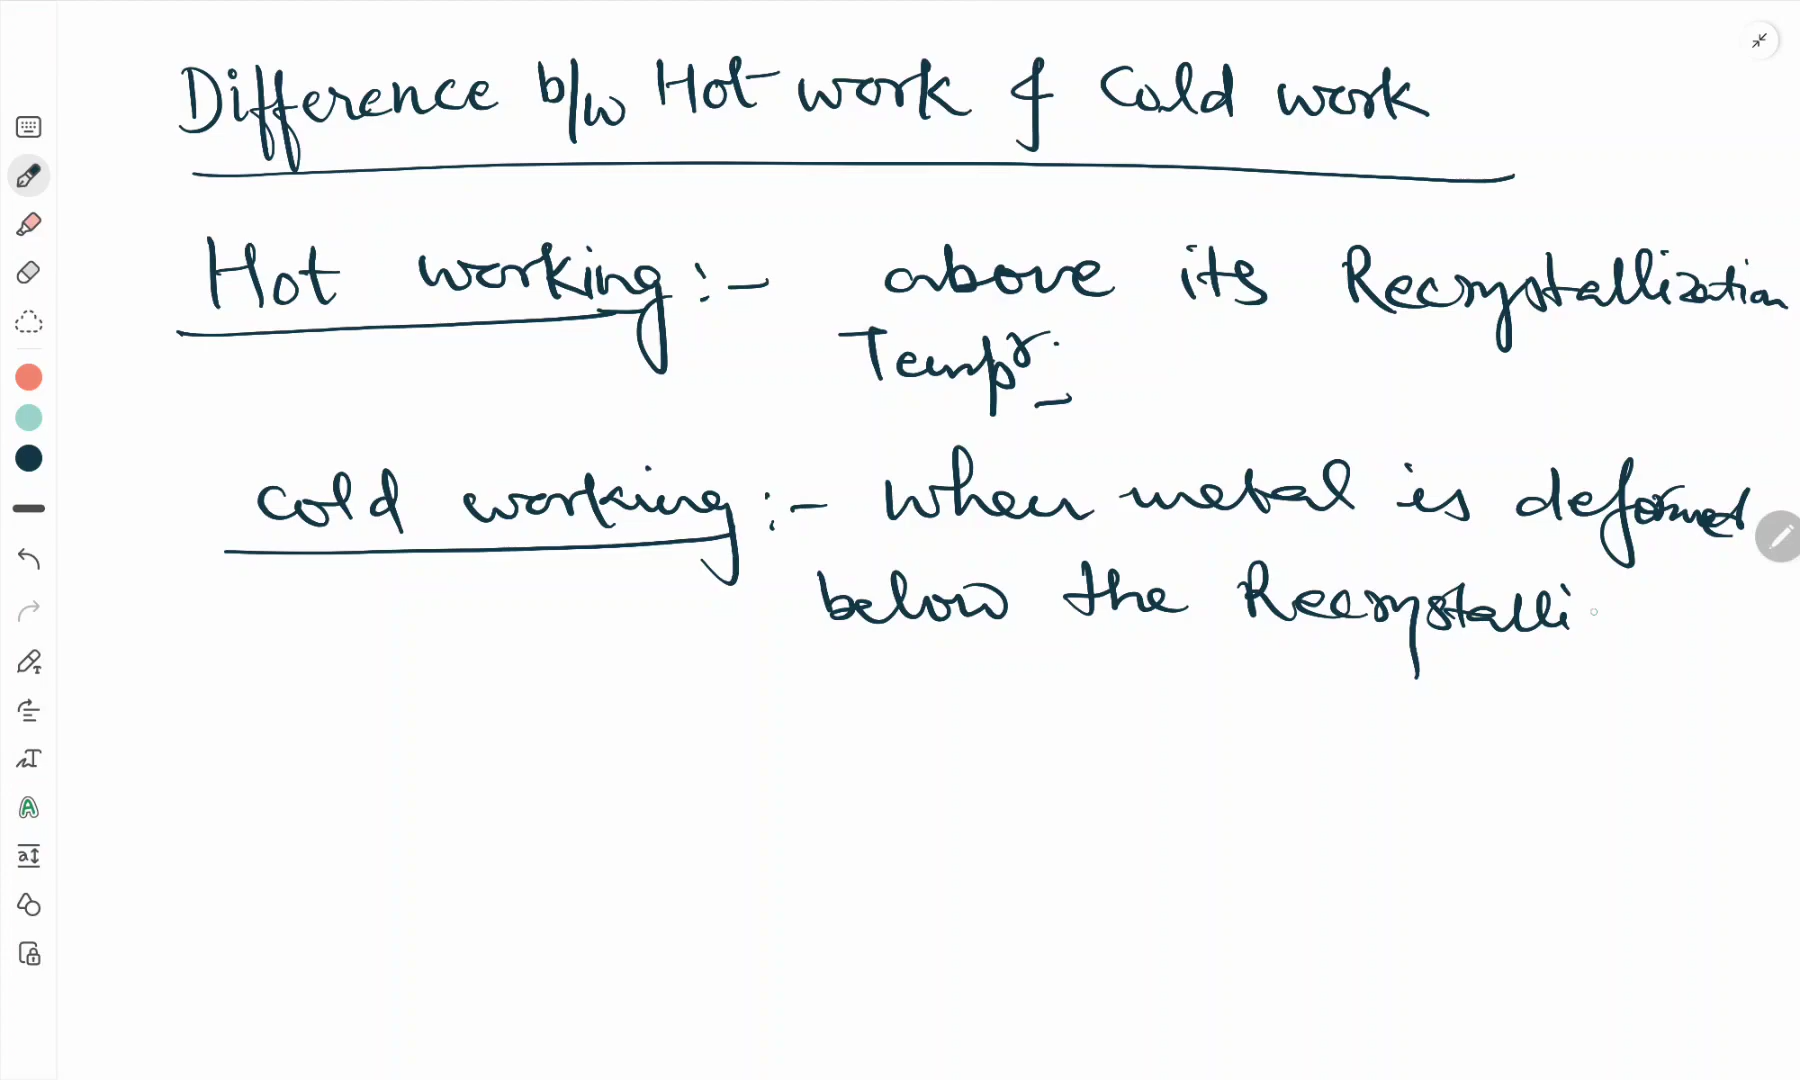 Difference b/w Hot work & Cold work
Hot working :- above its Recrystallization
Tempr.
Cold working :- When metal is deformed
below the Recrystalli